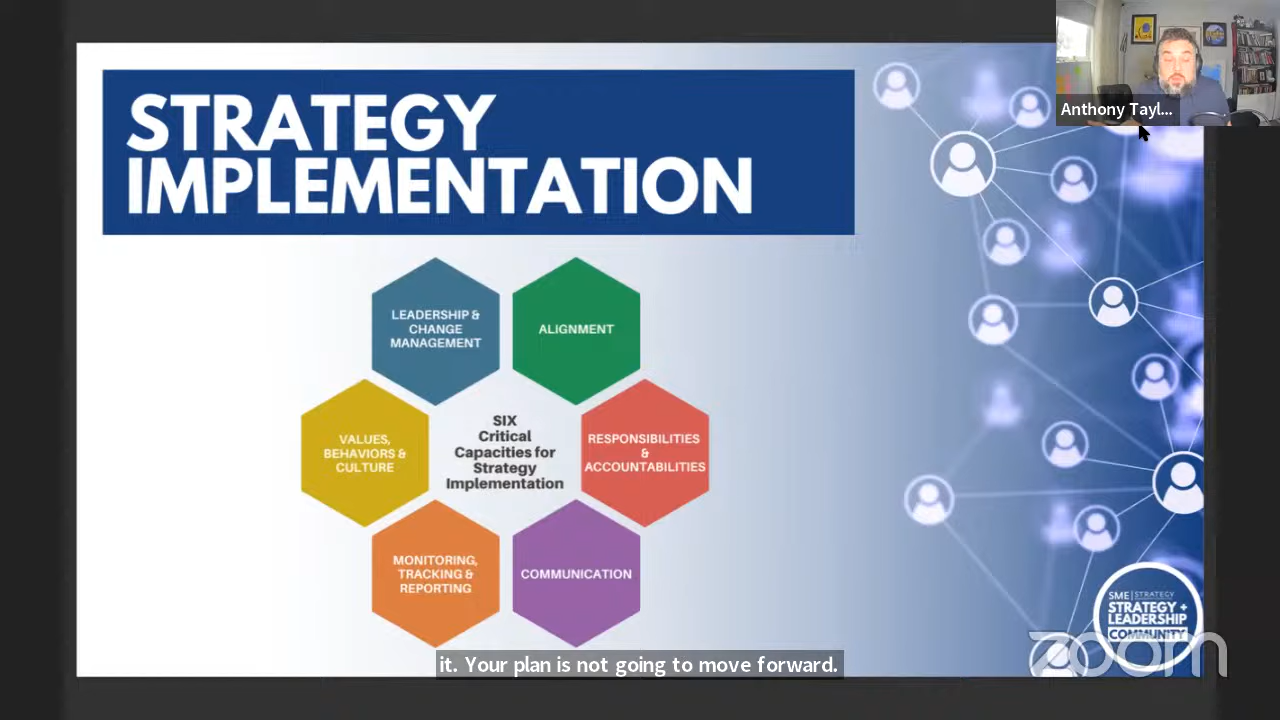 Anthony Tayl...
STRATEGY
IMPLEMENTATION
LEADERSHIP &
CHANGE
MANAGEMENT
ALIGNMENT
VALUES,
BEHAVIORS &
CULTURE
SIX
Critical
Capacities for
Strategy
Implementation
RESPONSIBILITIES
&
ACCOUNTABILITIES
MONITORING,
TRACKING &
REPORTING
COMMUNICATION
SME | STRATEGY
STRATEGY +
LEADERSHIP
COMMUNITY
zoom
it. Your plan is not going to move forward.